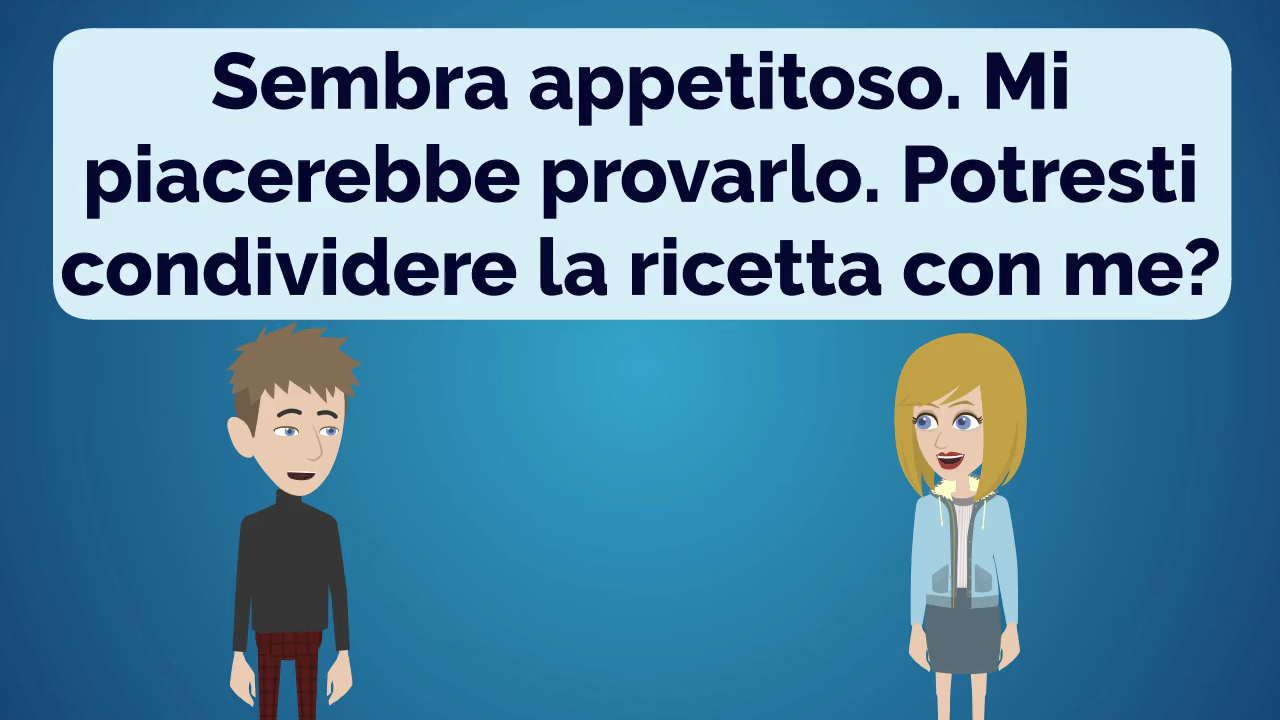 Sembra appetitoso. Mi
piacerebbe provarlo. Potresti
condividere la ricetta con me?